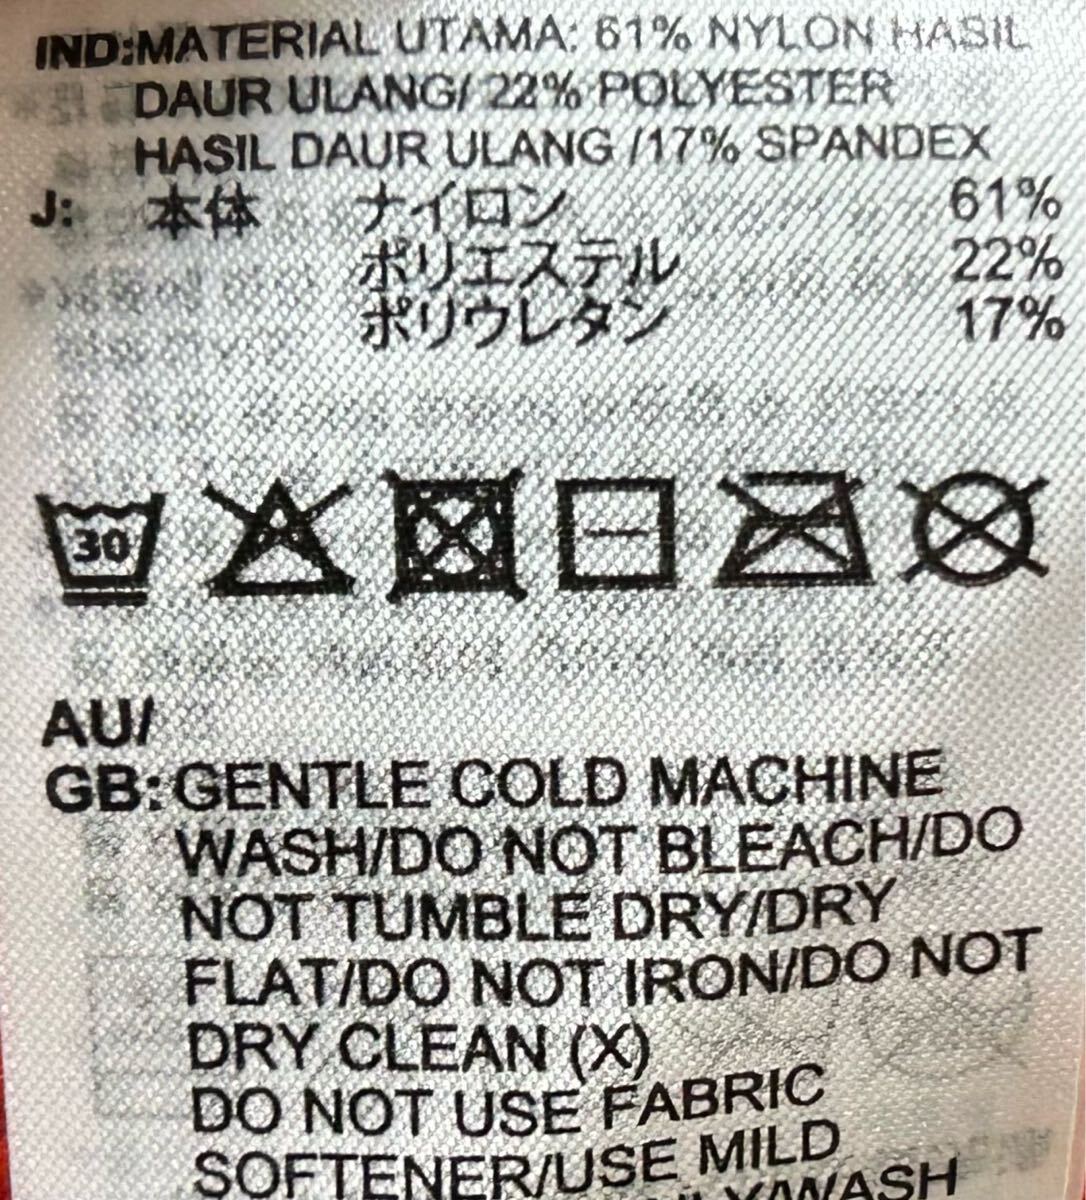 IND:MATERIAL UTAMA: 61% NYLON HASIL
DAUR ULANG/ 22% POLYESTER
HASIL DAUR ULANG /17% SPANDEX
J: 本体 ナイロン 61%
ポリエステル 22%
ポリウレタン 17%
30
AU/
GB:GENTLE COLD MACHINE
WASH/DO NOT BLEACH/DO
NOT TUMBLE DRY/DRY
FLAT/DO NOT IRON/DO NOT
DRY CLEAN (X)
DO NOT USE FABRIC
SOFTENER/USE MILD